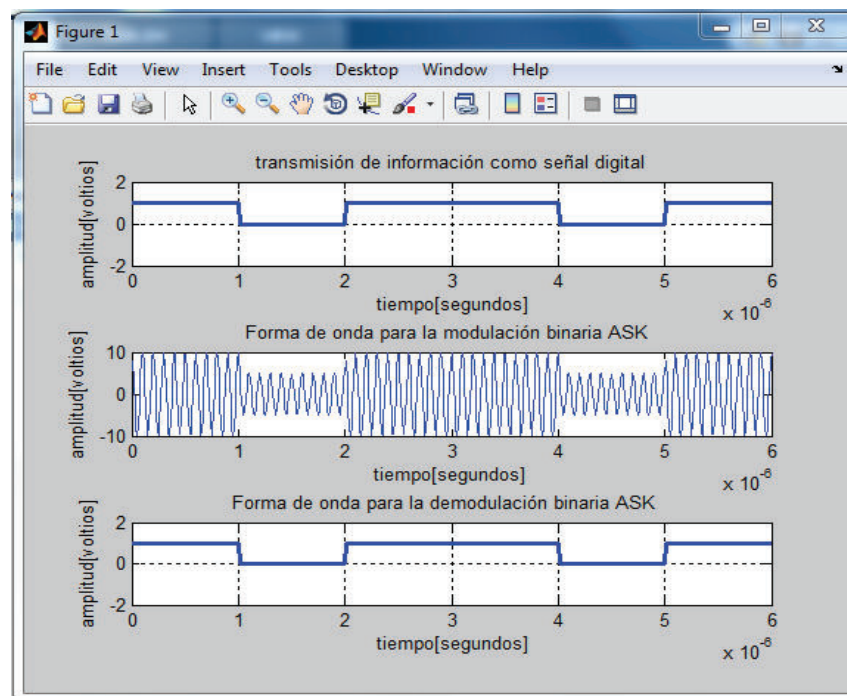 Figure 1
File Edit View Insert Tools Desktop Window Help
transmisión de información como señal digital
amplitud[voltios]
2
0
-2
0 1 2 3 4 5 6
tiempo[segundos]
x 10-6
Forma de onda para la modulación binaria ASK
amplitud[voltios]
10
0
-10
0 1 2 3 4 5 6
tiempo[segundos]
x 10-6
Forma de onda para la demodulación binaria ASK
amplitud[voltios]
2
0
-2
0 1 2 3 4 5 6
tiempo[segundos]
x 10-6